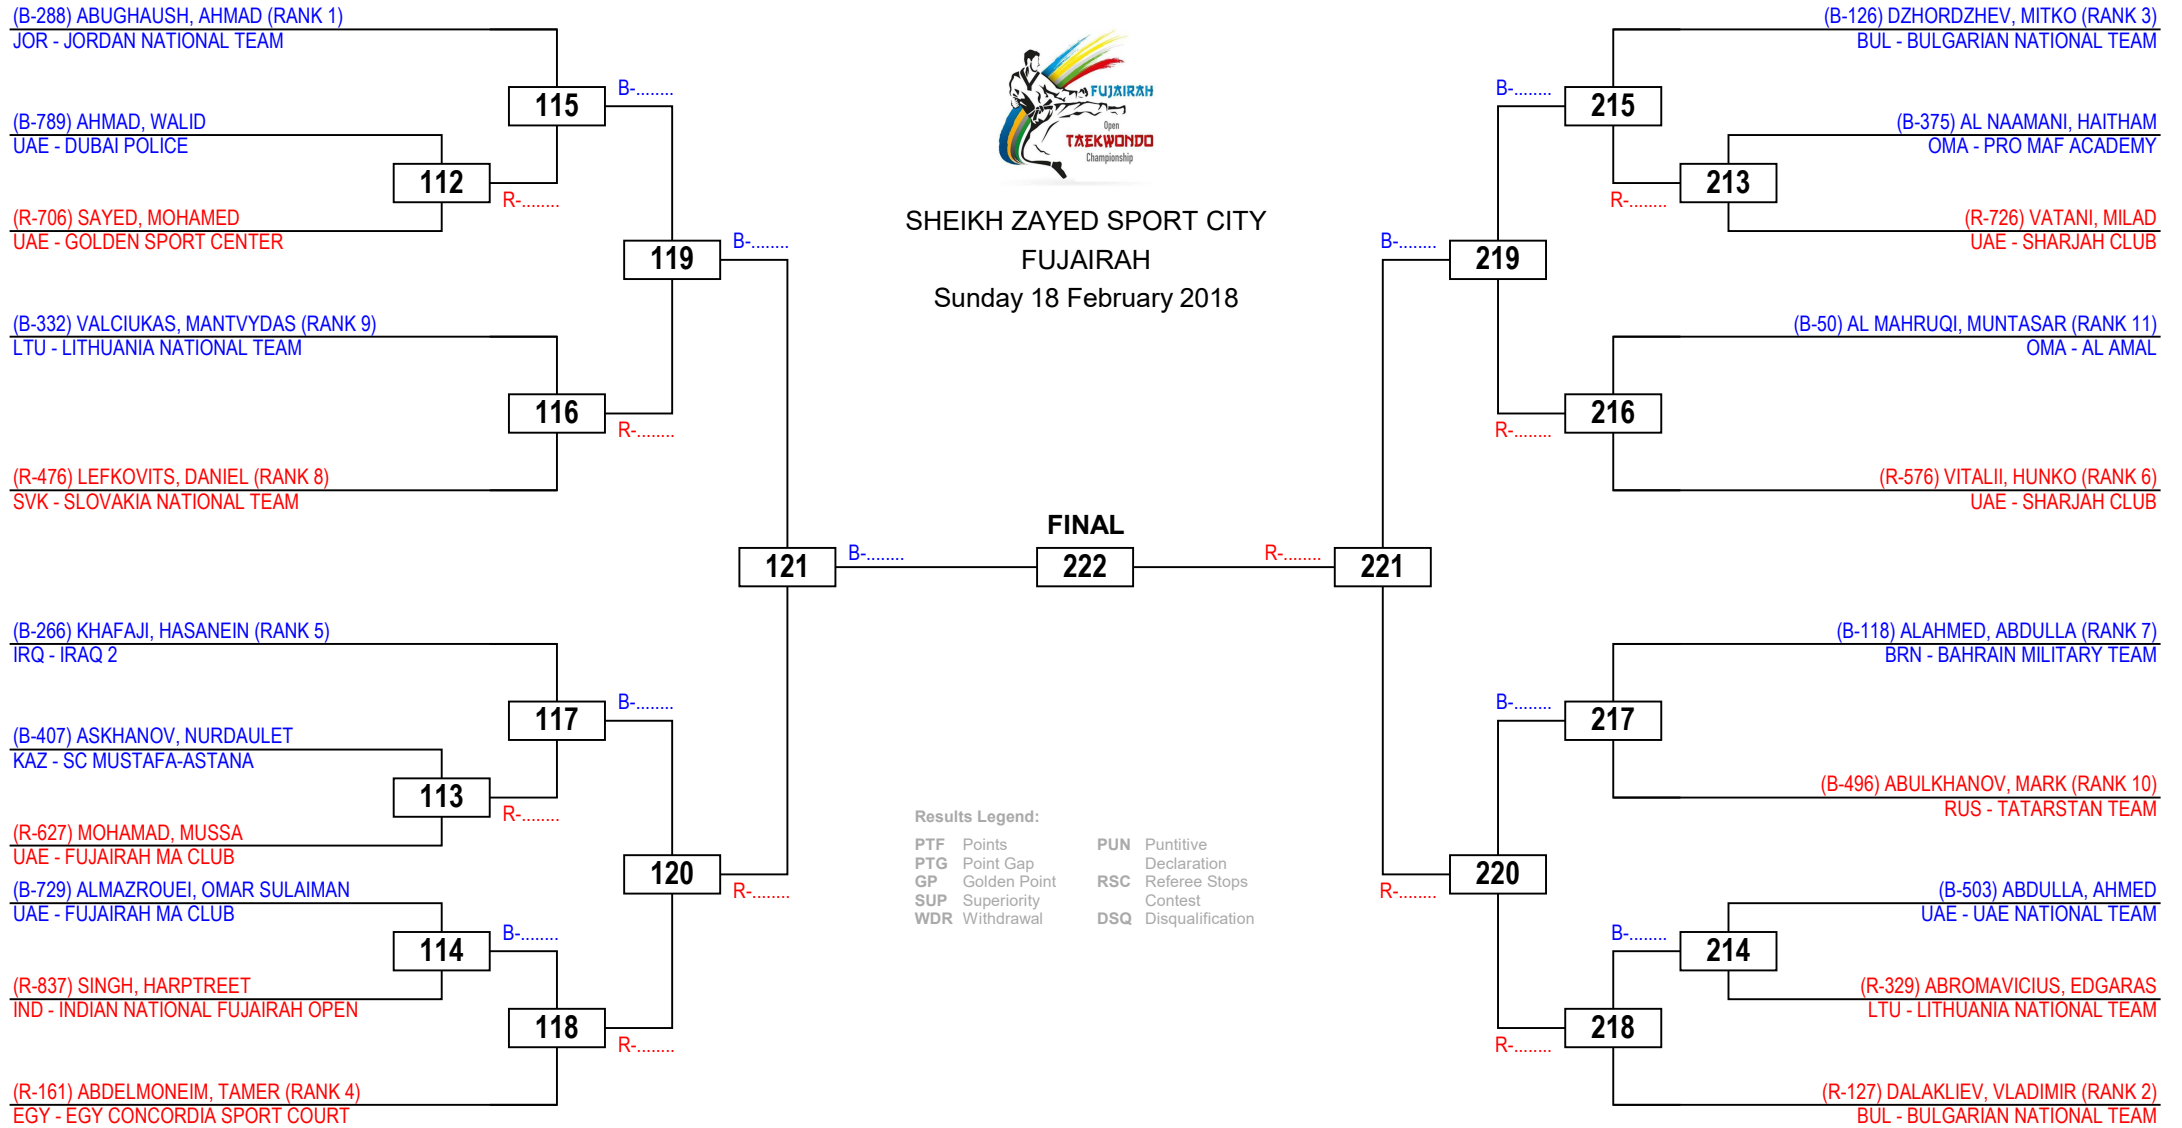 (B-288) ABUGHAUSH, AHMAD (RANK 1)
JOR - JORDAN NATIONAL TEAM
115
B-........
(B-789) AHMAD, WALID
UAE - DUBAI POLICE
112
R-........
(R-706) SAYED, MOHAMED
UAE - GOLDEN SPORT CENTER
119
B-........
(B-332) VALCIUKAS, MANTVYDAS (RANK 9)
LTU - LITHUANIA NATIONAL TEAM
116
R-........
(R-476) LEFKOVITS, DANIEL (RANK 8)
SVK - SLOVAKIA NATIONAL TEAM
121
B-........
(B-266) KHAFAJI, HASANEIN (RANK 5)
IRQ - IRAQ 2
117
B-........
(B-407) ASKHANOV, NURDAULET
KAZ - SC MUSTAFA-ASTANA
113
R-........
(R-627) MOHAMAD, MUSSA
UAE - FUJAIRAH MA CLUB
120
R-........
(B-729) ALMAZROUEI, OMAR SULAIMAN
UAE - FUJAIRAH MA CLUB
114
B-........
(R-837) SINGH, HARPTREET
IND - INDIAN NATIONAL FUJAIRAH OPEN
118
R-........
(R-161) ABDELMONEIM, TAMER (RANK 4)
EGY - EGY CONCORDIA SPORT COURT
FUJAIRAH
Open
TAEKWONDO
Championship
SHEIKH ZAYED SPORT CITY
FUJAIRAH
Sunday 18 February 2018
FINAL
222
Results Legend:
PTF Points
PTG Point Gap
GP Golden Point
SUP Superiority
WDR Withdrawal
PUN Puntitive
Declaration
RSC Referee Stops
Contest
DSQ Disqualification
(B-126) DZHORDZHEV, MITKO (RANK 3)
BUL - BULGARIAN NATIONAL TEAM
B-........
215
(B-375) AL NAAMANI, HAITHAM
OMA - PRO MAF ACADEMY
R-........
213
(R-726) VATANI, MILAD
UAE - SHARJAH CLUB
B-........
219
(B-50) AL MAHRUQI, MUNTASAR (RANK 11)
OMA - AL AMAL
R-........
216
(R-576) VITALII, HUNKO (RANK 6)
UAE - SHARJAH CLUB
R-........
221
(B-118) ALAHMED, ABDULLA (RANK 7)
BRN - BAHRAIN MILITARY TEAM
B-........
217
(B-496) ABULKHANOV, MARK (RANK 10)
RUS - TATARSTAN TEAM
R-........
220
(B-503) ABDULLA, AHMED
UAE - UAE NATIONAL TEAM
B-........
214
(R-329) ABROMAVICIUS, EDGARAS
LTU - LITHUANIA NATIONAL TEAM
R-........
218
(R-127) DALAKLIEV, VLADIMIR (RANK 2)
BUL - BULGARIAN NATIONAL TEAM